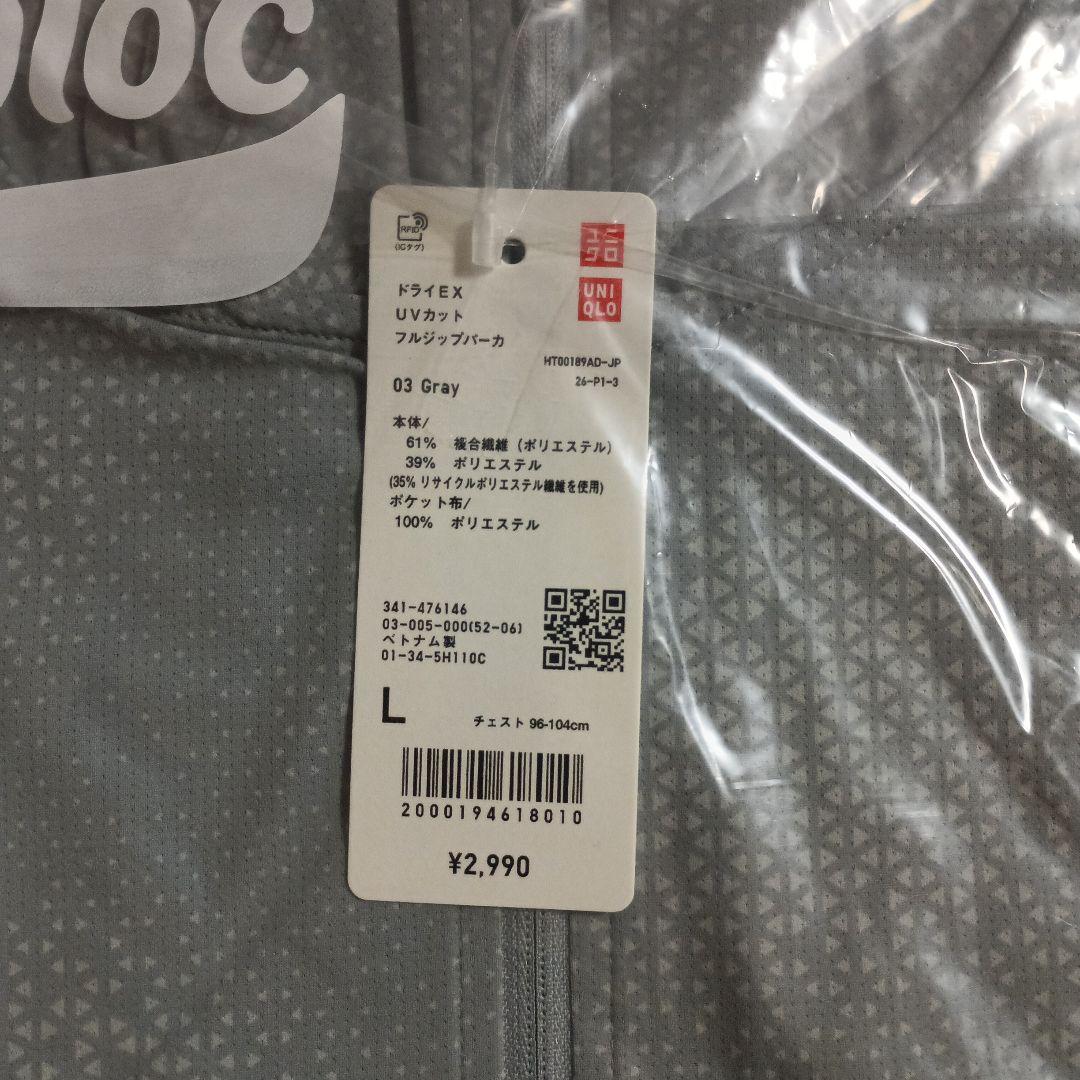 bloc
RFID
(ICタグ)
ユニ
クロ
UNI
QLO
ドライEX
UVカット
フルジップパーカ
HT00189AD-JP
26-P1-3
03 Gray
本体/
61% 複合繊維(ポリエステル)
39% ポリエステル
(35% リサイクルポリエステル繊維を使用)
ポケット布/
100% ポリエステル
341-476146
03-005-000(52-06)
ベトナム製
01-34-5H110C
L
チェスト 96-104cm
2000194618010
¥2,990